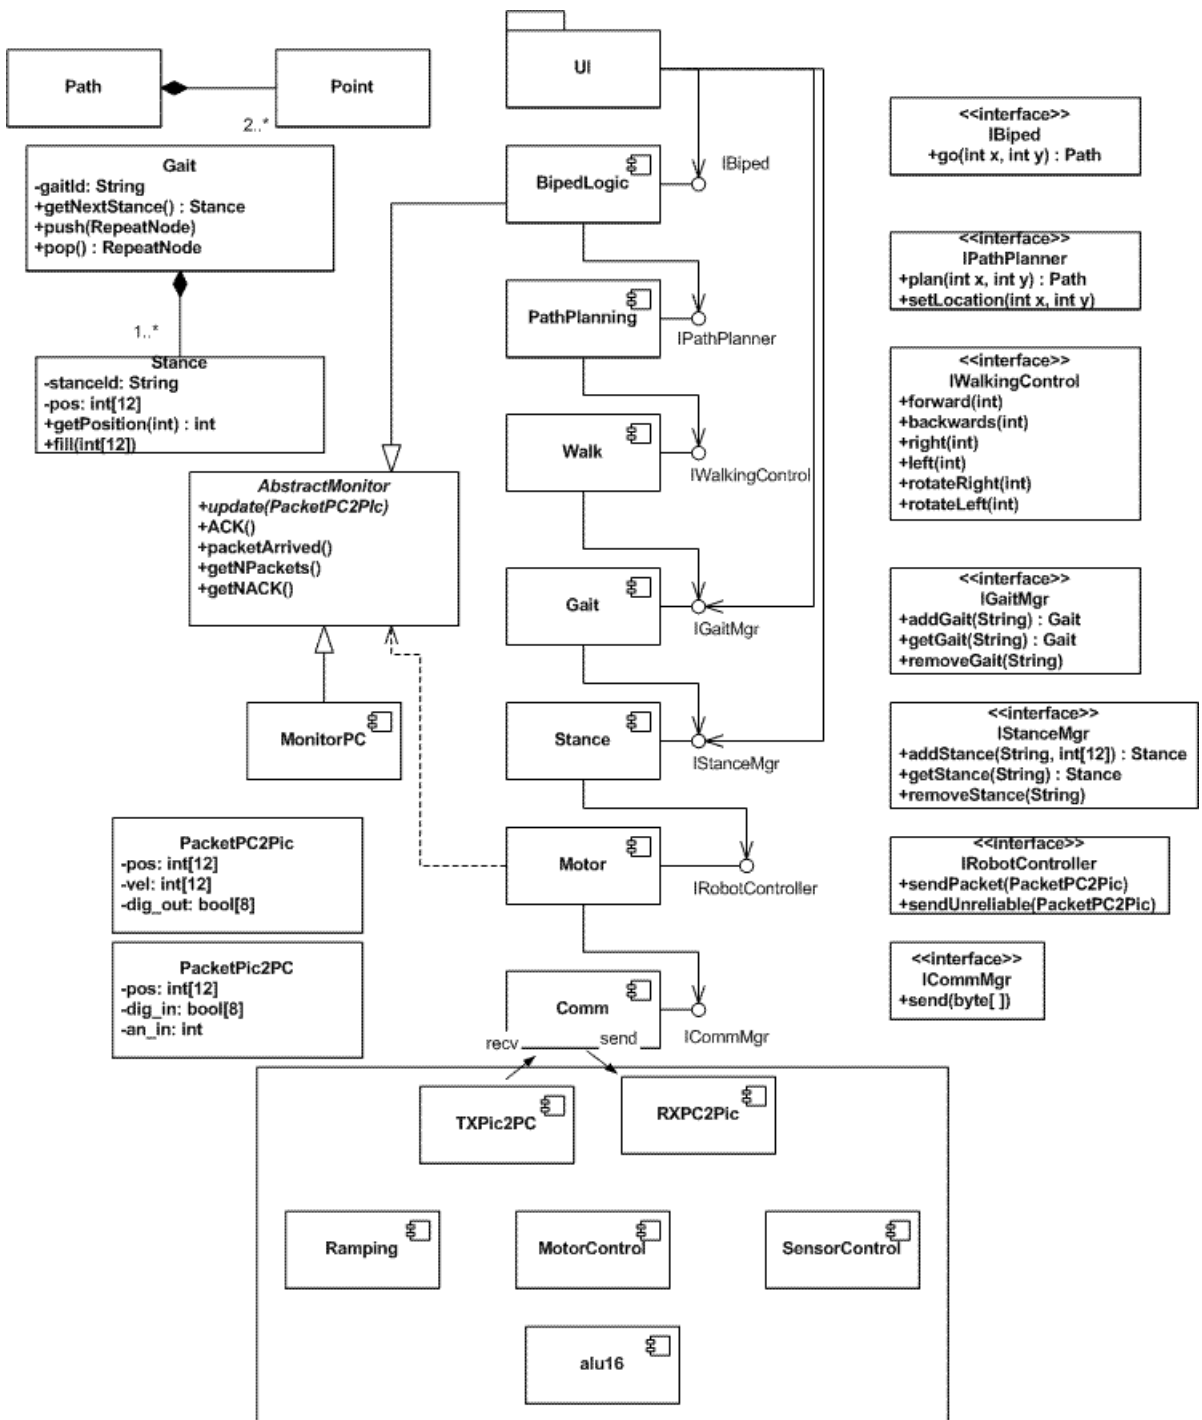 UI
Path
Point
2..*
<<interface>>
IBiped
+go(int x, int y) : Path
Gait
-gaitId: String
+getNextStance() : Stance
+push(RepeatNode)
+pop() : RepeatNode
BipedLogic
IBiped
<<interface>>
IPathPlanner
+plan(int x, int y) : Path
+setLocation(int x, int y)
PathPlanning
IPathPlanner
1..*
Stance
-stanceId: String
-pos: int[12]
+getPosition(int) : int
+fill(int[12])
<<interface>>
IWalkingControl
+forward(int)
+backwards(int)
+right(int)
+left(int)
+rotateRight(int)
+rotateLeft(int)
Walk
IWalkingControl
AbstractMonitor
+update(PacketPC2PIc)
+ACK()
+packetArrived()
+getNPackets()
+getNACK()
Gait
IGaitMgr
<<interface>>
IGaitMgr
+addGait(String) : Gait
+getGait(String) : Gait
+removeGait(String)
MonitorPC
Stance
IStanceMgr
<<interface>>
IStanceMgr
+addStance(String, int[12]) : Stance
+getStance(String) : Stance
+removeStance(String)
PacketPC2Pic
-pos: int[12]
-vel: int[12]
-dig_out: bool[8]
Motor
IRobotController
<<interface>>
IRobotController
+sendPacket(PacketPC2Pic)
+sendUnreliable(PacketPC2Pic)
PacketPic2PC
-pos: int[12]
-dig_in: bool[8]
-an_in: int
Comm
recv
send
ICommMgr
<<interface>>
ICommMgr
+send(byte[ ])
TXPic2PC
RXPC2Pic
Ramping
MotorControl
SensorControl
alu16